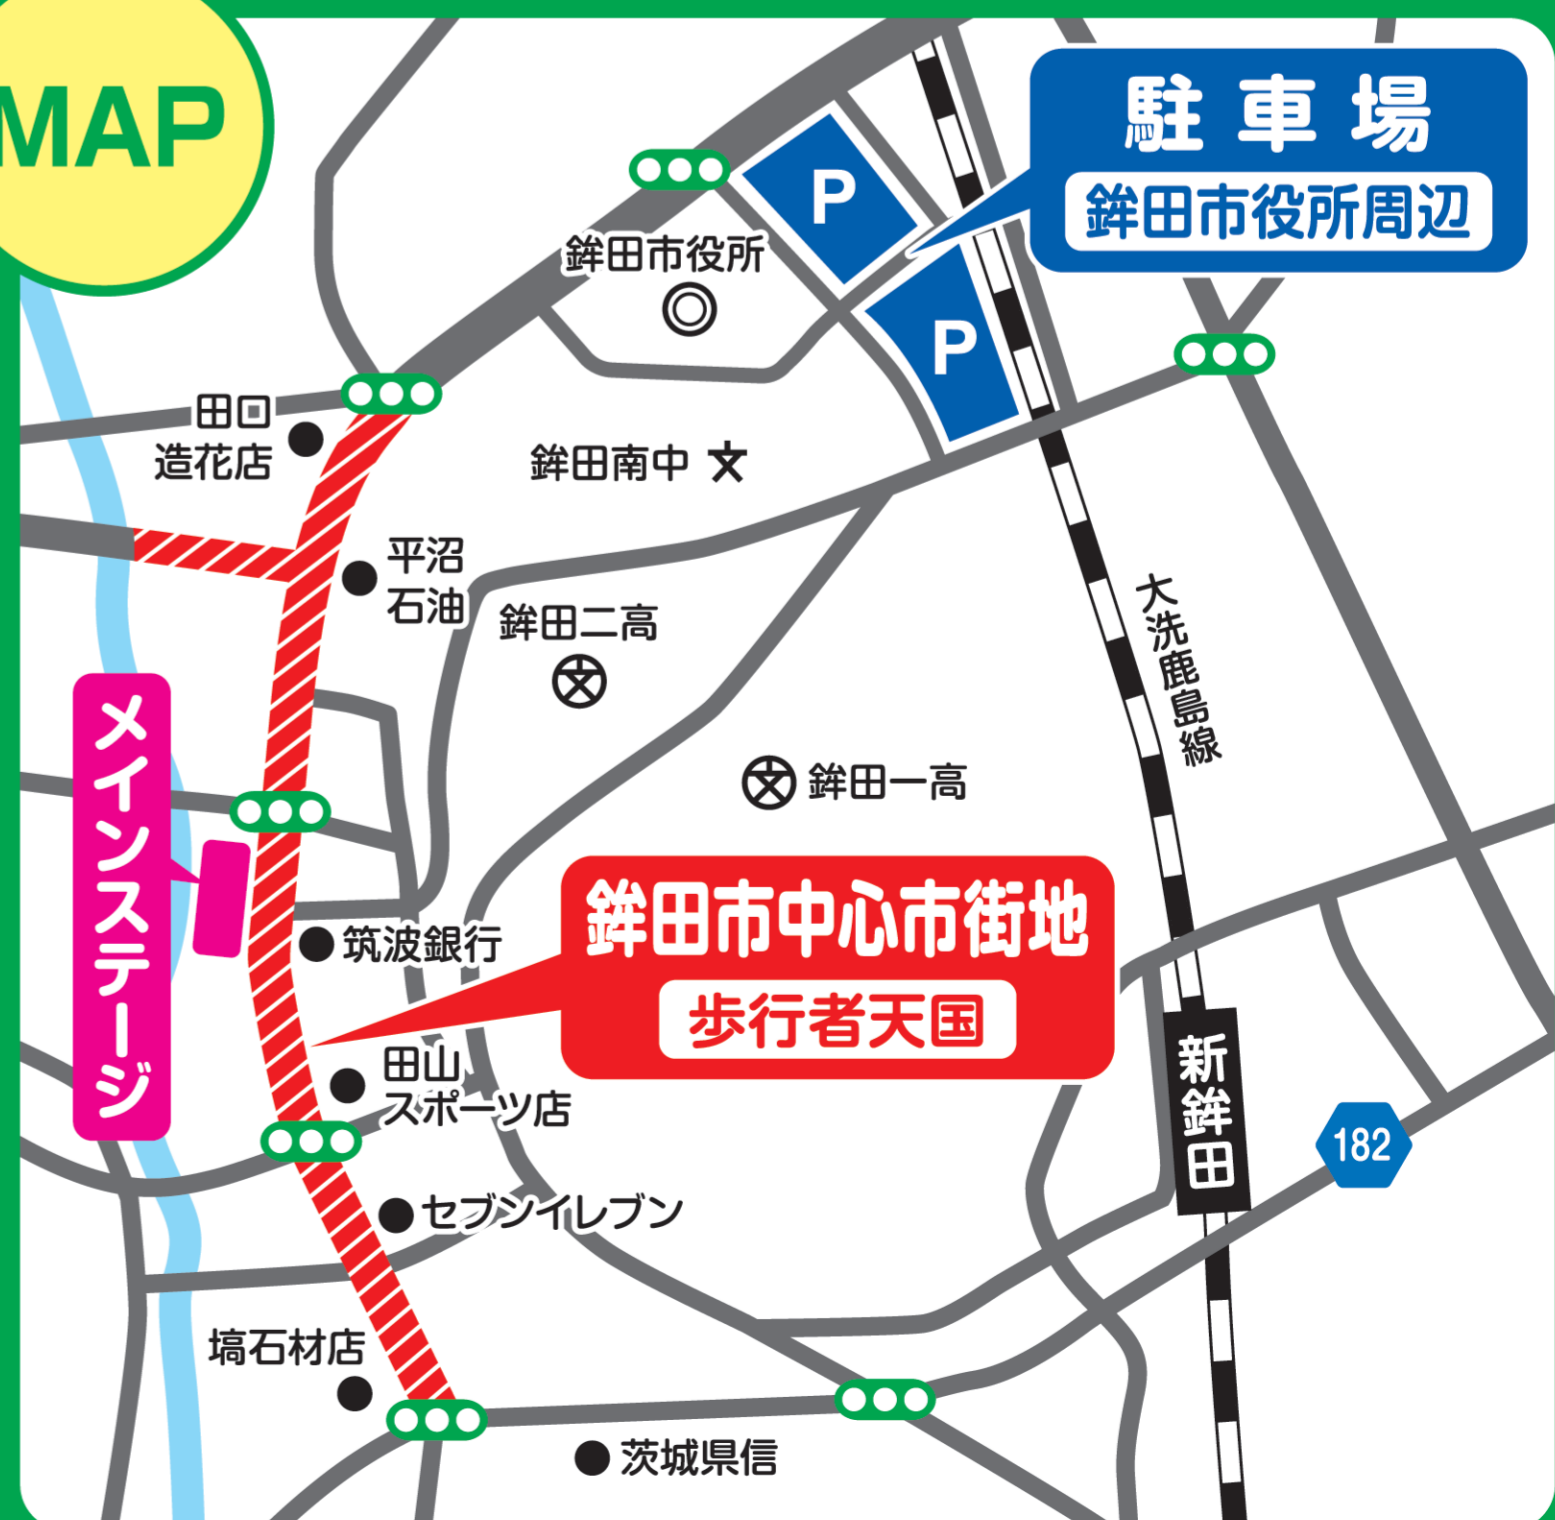 MAP
駐車場
鉾田市役所周辺
P
鉾田市役所
P
田口
造花店
鉾田南中
平沼
石油
鉾田二高
大洗鹿島線
メインステージ
鉾田一高
鉾田市中心市街地
歩行者天国
筑波銀行
田山
スポーツ店
新鉾田
182
セブンイレブン
塙石材店
茨城県信